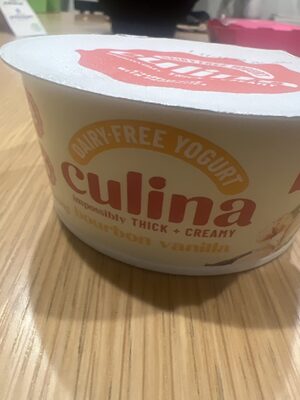 DAIRY-FREE YOGURT
culina
impossibly THICK + CREAMY
bourbon vanilla